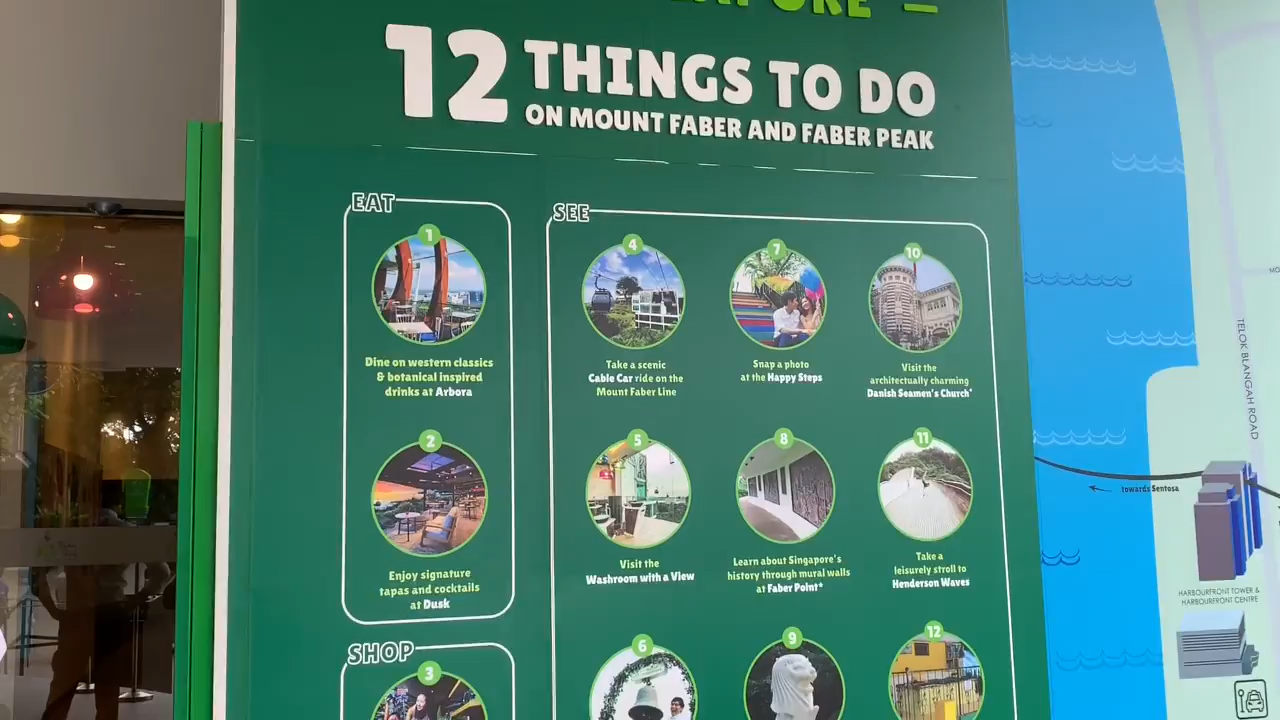 12 THINGS TO DO
ON MOUNT FABER AND FABER PEAK
EAT
1
Dine on western classics
& botanical inspired
drinks at Arbora
2
Enjoy signature
tapas and cocktails
at Dusk
SHOP
3
SEE
4
Take a scenic
Cable Car ride on the
Mount Faber Line
7
Snap a photo
at the Happy Steps
10
Visit the
architectually charming
Danish Seamen's Church*
5
Visit the
Washroom with a View
8
Learn about Singapore's
history through mural walls
at Faber Point*
11
Take a
leisurely stroll to
Henderson Waves
6
9
12
TELOK BLANGAH ROAD
towards Sentosa
HARBOURFRONT TOWER &
HARBOURFRONT CENTRE